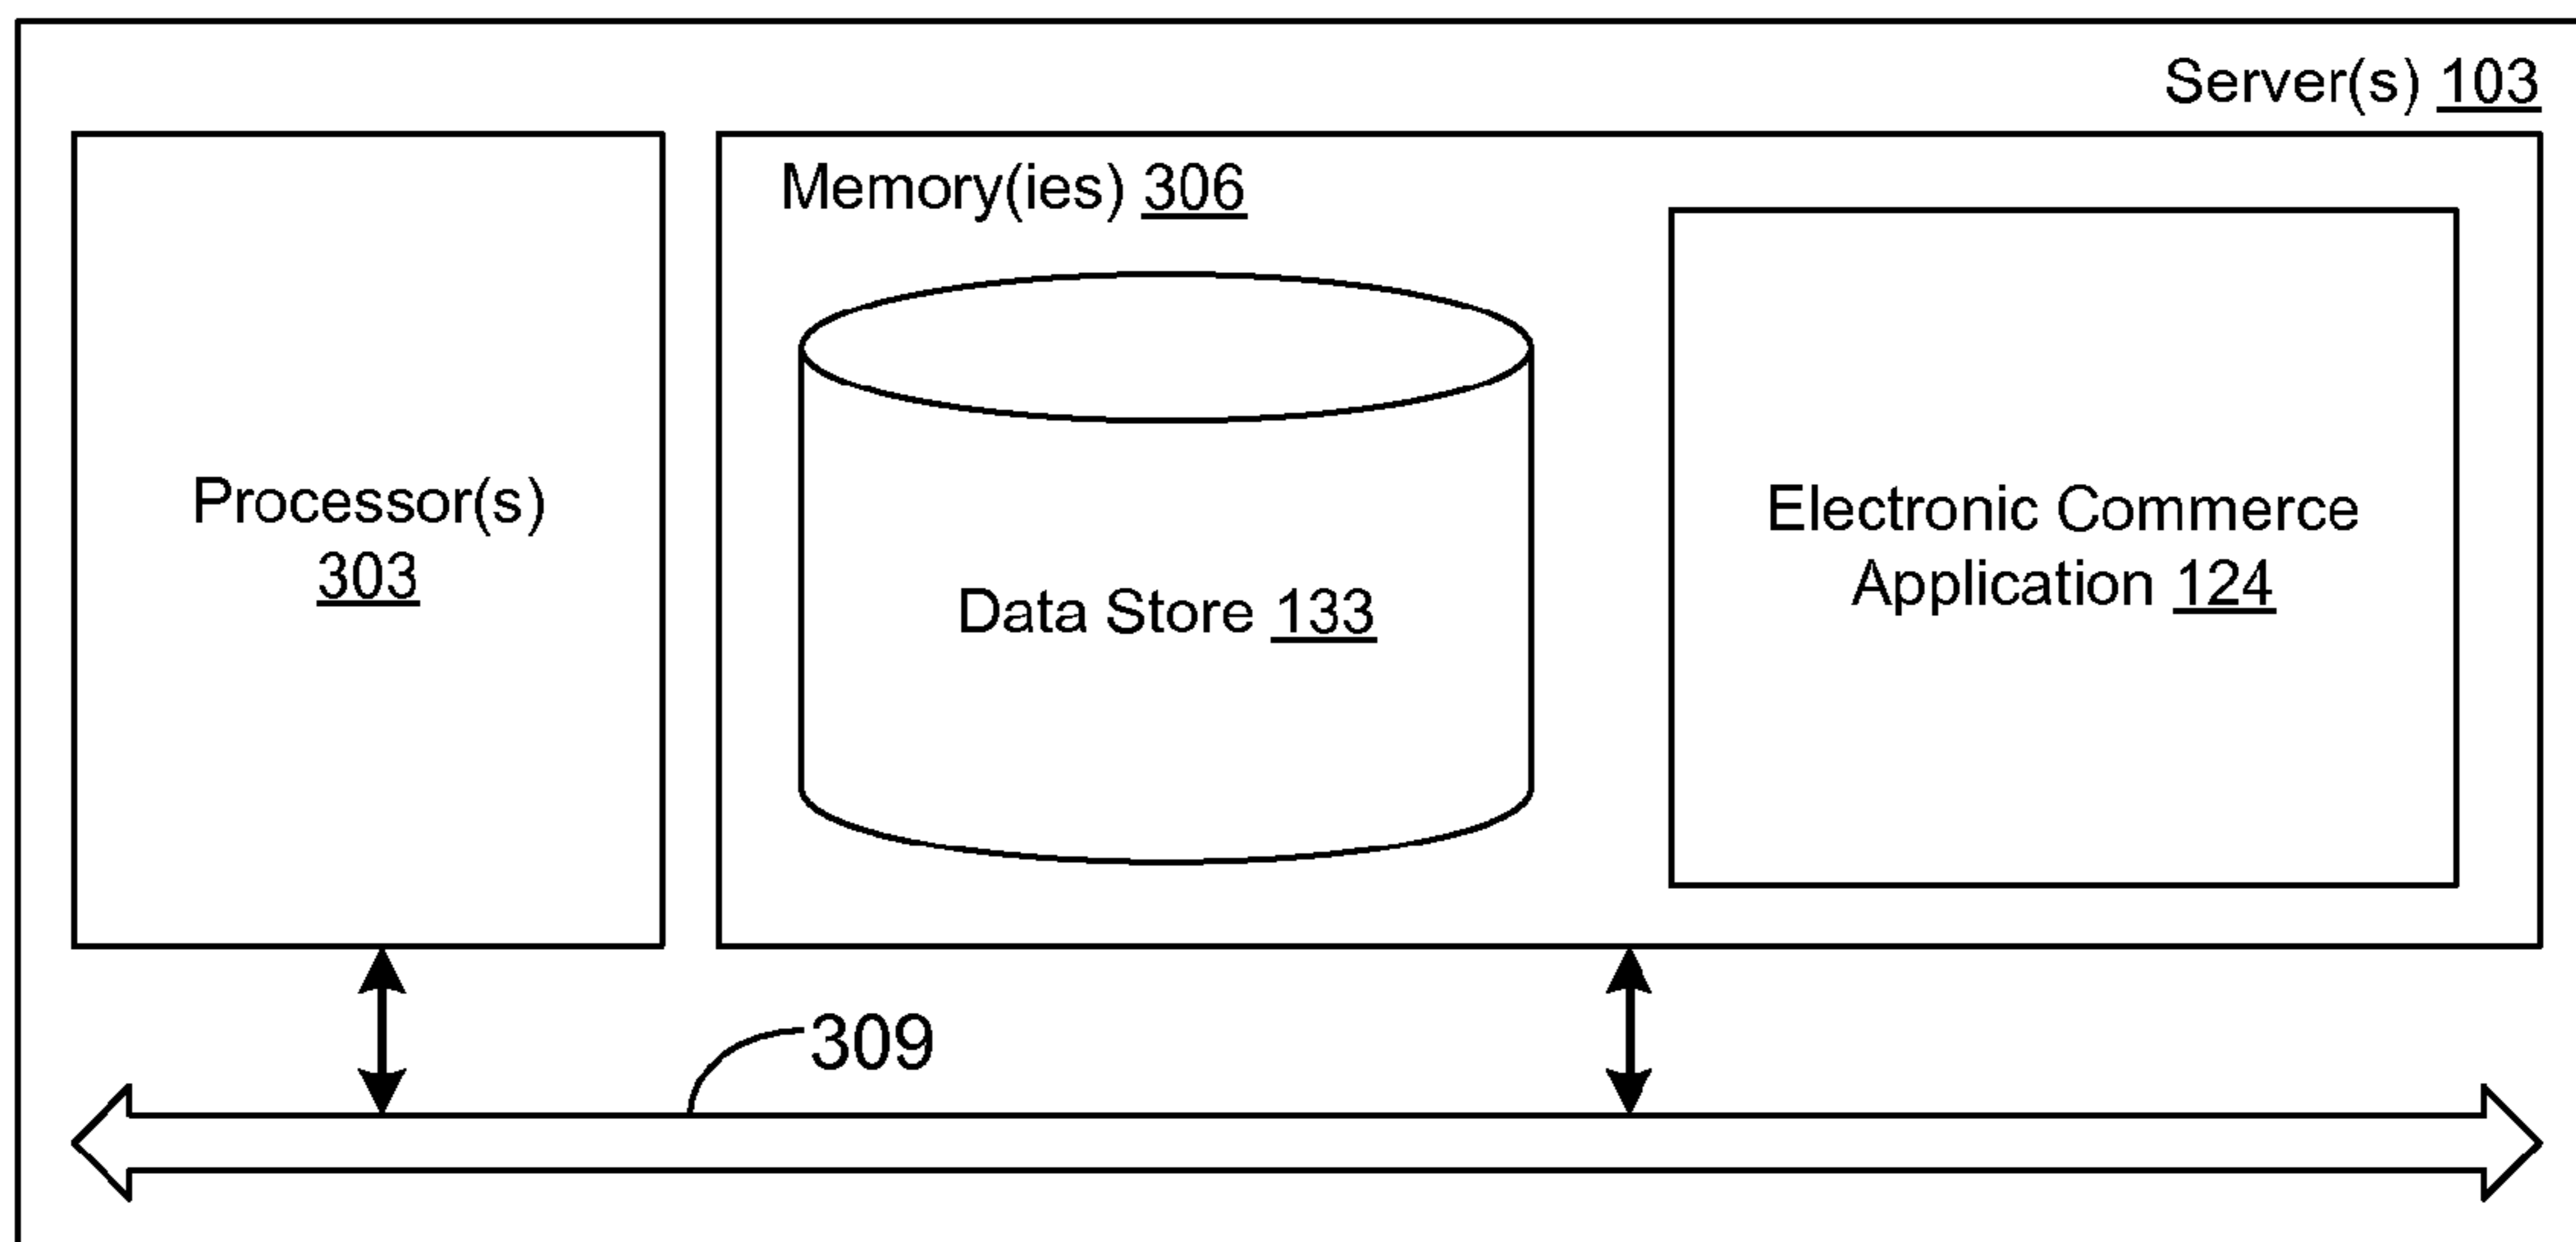 Server(s) 103
Memory(ies) 306
Processor(s)
303
Data Store 133
Electronic Commerce
Application 124
309